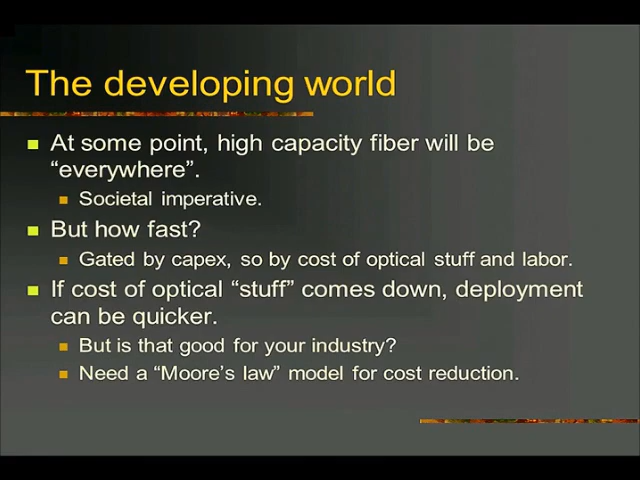 The developing world
At some point, high capacity fiber will be
“everywhere”.
Societal imperative.
But how fast?
Gated by capex, so by cost of optical stuff and labor.
If cost of optical “stuff” comes down, deployment
can be quicker.
But is that good for your industry?
Need a “Moore’s law” model for cost reduction.